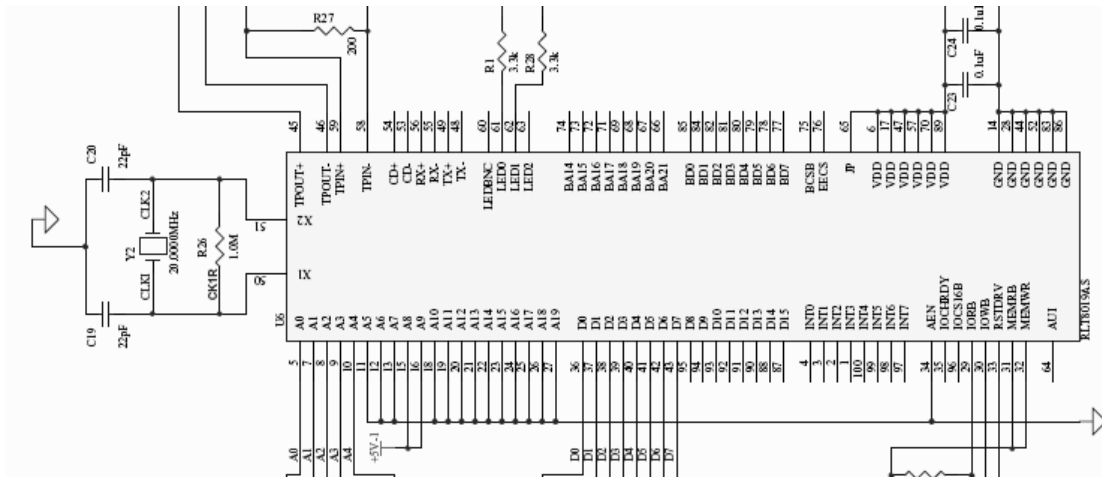 R27
200
R1
3.3k
R28
3.3k
C24
0.1uF
C23
0.1uF
45 46 59 58 54 53 56 55 49 48 60 61 62 63 74 73 72 71 69 68 67 66 85 84 82 81 80 79 78 77 75 76 65 6 17 47 57 70 89 14 28 44 52 83 86
TPOUT+ TPOUT- TPIN+ TPIN- CD+ CD- RX+ RX- TX+ TX- LEDBNC LED0 LED1 LED2 BA14 BA15 BA16 BA17 BA18 BA19 BA20 BA21 BD0 BD1 BD2 BD3 BD4 BD5 BD6 BD7 BCSB EECS JP VDD VDD VDD VDD VDD VDD GND GND GND GND GND GND
C20
22pF
CLK2
Y2
20.0000MHz
CLK1
R26
1.0M
CK1R
C19
22pF
51
X2
50
X1
U6
A0 A1 A2 A3 A4 A5 A6 A7 A8 A9 A10 A11 A12 A13 A14 A15 A16 A17 A18 A19 D0 D1 D2 D3 D4 D5 D6 D7 D8 D9 D10 D11 D12 D13 D14 D15 INT0 INT1 INT2 INT3 INT4 INT5 INT6 INT7 AEN IOCHRDY IOCS16B IORB IOWB RSTDRV MEMRB MEMWR AUI
RLT8019AS
5 7 8 9 10 11 12 13 15 16 18 19 20 21 22 23 24 25 26 27 36 37 38 39 40 41 42 43 95 94 93 92 91 90 88 87 4 3 2 1 100 99 98 97 34 35 96 29 30 33 31 32 64
+5V-1
A0 A1 A2 A3 A4
D0 D1 D2 D3 D4 D5 D6 D7